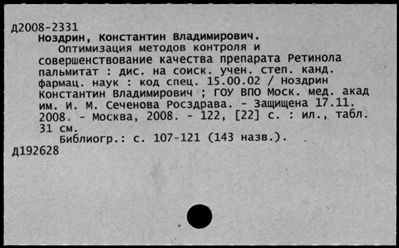 Д2008-2331
Ноздрин, Константин Владимирович.
Оптимизация методов контроля и
совершенствование качества препарата Ретинола
пальмитат : дис. на соиск. учен. степ. канд.
фармац. наук : код спец. 15.00.02 / Ноздрин
Константин Владимирович ; ГОУ ВПО Моск. мед. акад
им. И. М. Сеченова Росздрава. - Защищена 17.11.
2008. - Москва, 2008. - 122, [22] с. : ил., табл.
31 см.
Библиогр.: с. 107-121 (143 назв.).
Д192628